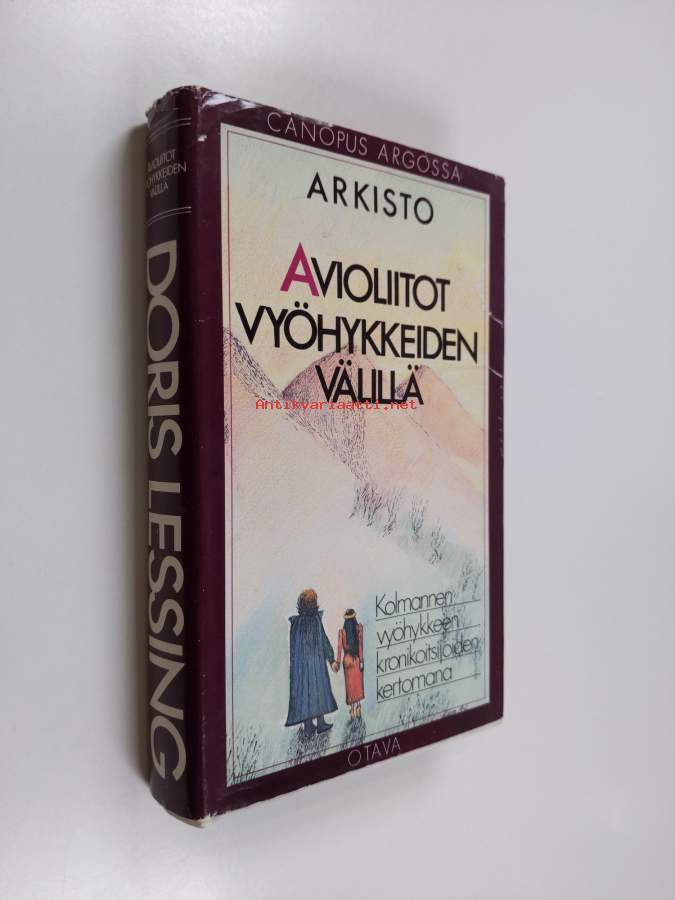 AVIOLIITOT
VYÖHYKKEIDEN
VÄLILLÄ
DORIS LESSING
CANOPUS ARGOSSA
ARKISTO
AVIOLIITOT
VYÖHYKKEIDEN
VÄLILLÄ
Antikvariaatti.net
Kolmannen
vyöhykkeen
kronikoitsijoiden
kertomana
OTAVA